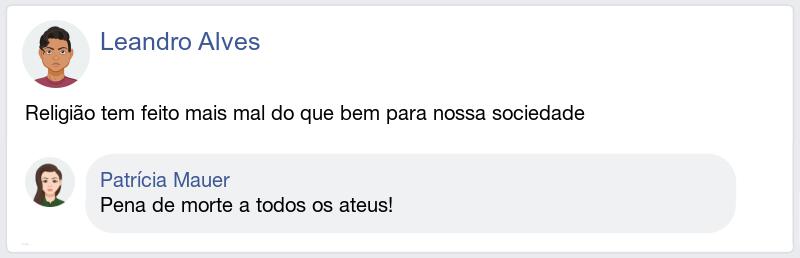 Leandro Alves
Religião tem feito mais mal do que bem para nossa sociedade
Patrícia Mauer
Pena de morte a todos os ateus!